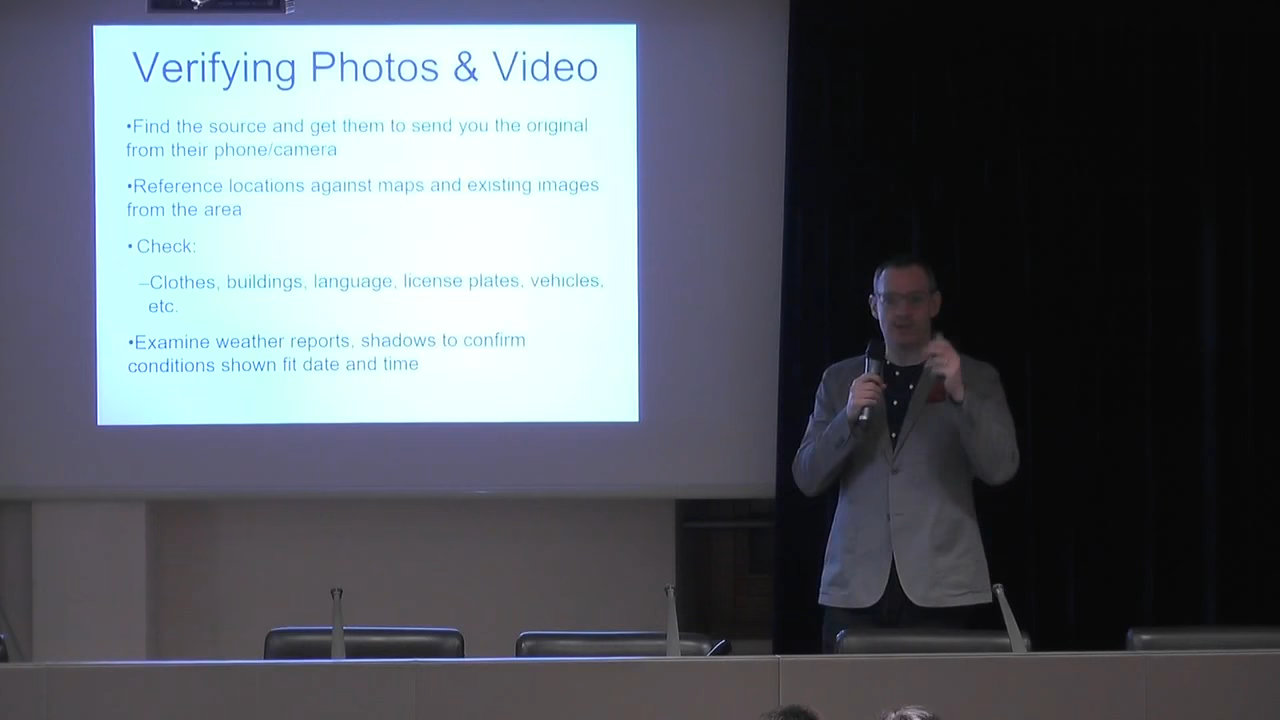 Verifying Photos & Video
•Find the source and get them to send you the original
from their phone/camera
•Reference locations against maps and existing images
from the area
• Check:
–Clothes, buildings, language, license plates, vehicles,
etc.
•Examine weather reports, shadows to confirm
conditions shown fit date and time